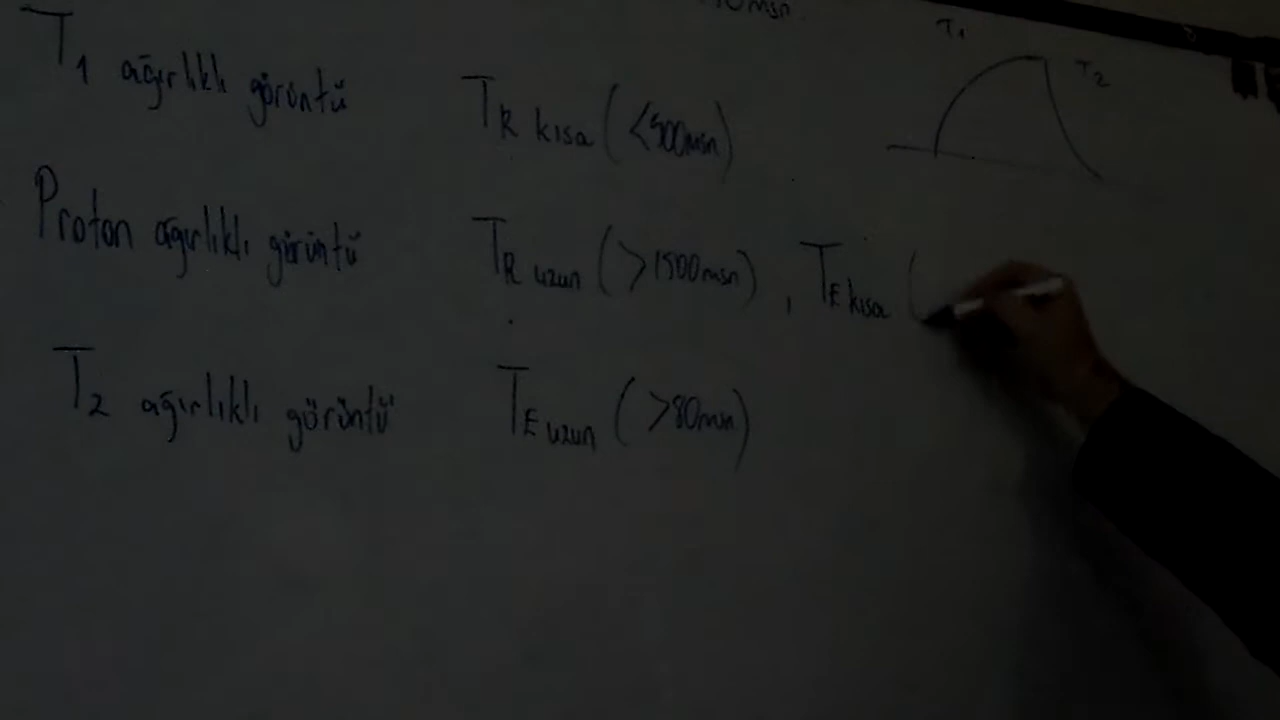 T1 ağırlıklı görüntü TR kısa (<500msn)
Proton ağırlıklı görüntü TR uzun (>1500msn), TE kısa (
T2 ağırlıklı görüntü TE uzun (>80msn)
T1
T2